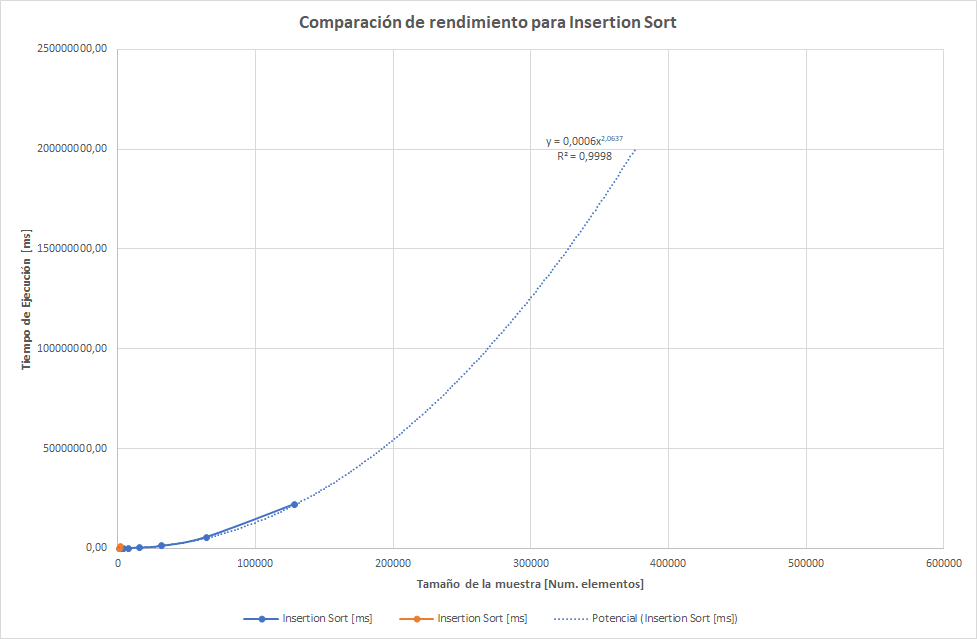 Comparación de rendimiento para Insertion Sort
250000000,00
200000000,00
150000000,00
100000000,00
50000000,00
0,00
Tiempo de Ejecución [ms]
y = 0,0006x^2,0637
R² = 0,9998
0 100000 200000 300000 400000 500000 600000
Tamaño de la muestra [Num. elementos]
Insertion Sort [ms] Insertion Sort [ms] Potencial (Insertion Sort [ms])